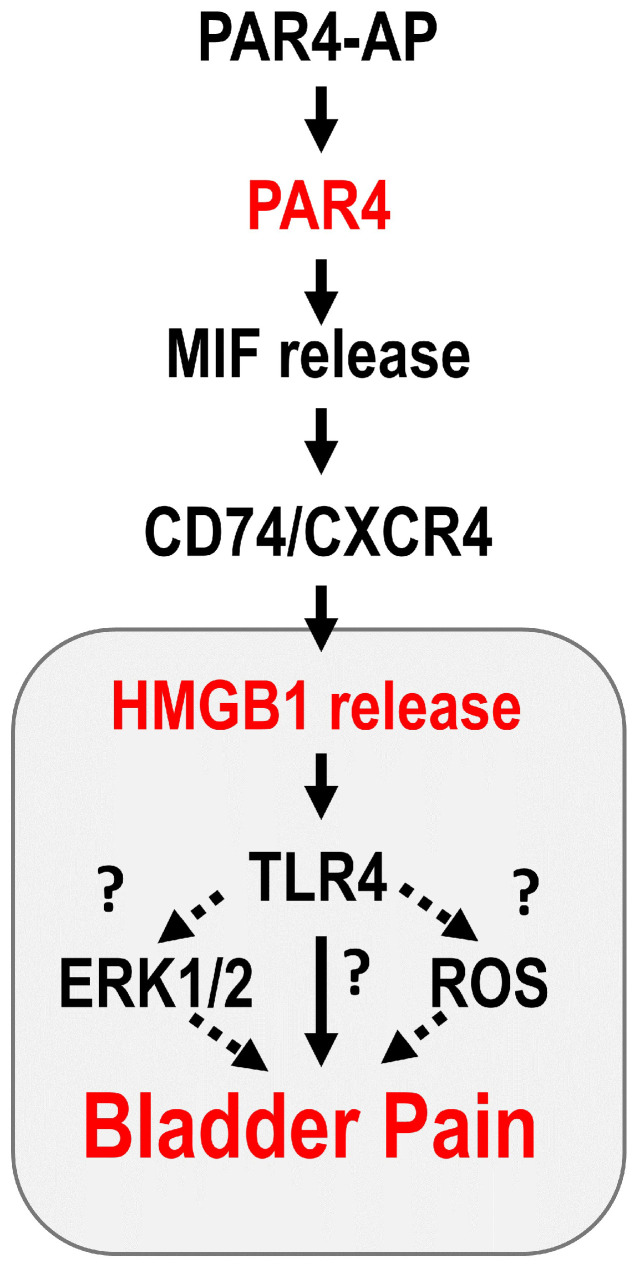 PAR4-AP
PAR4
MIF release
CD74/CXCR4
HMGB1 release
? TLR4 ?
ERK1/2 ? ROS
Bladder Pain